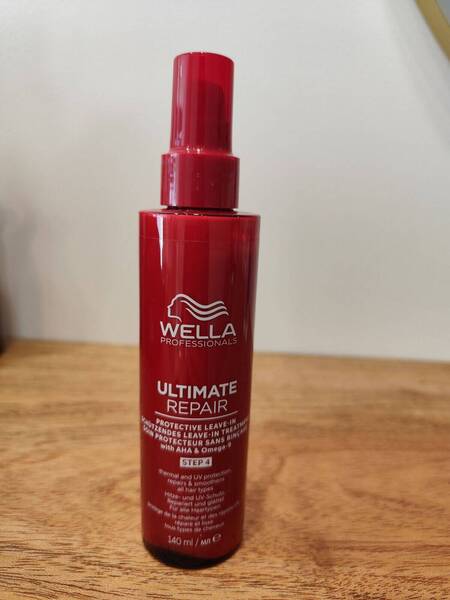 WELLA
PROFESSIONALS
ULTIMATE
REPAIR
PROTECTIVE LEAVE-IN
SCHÜTZENDES LEAVE-IN TREATMENT
SOIN PROTECTEUR SANS RINÇAGE
with AHA & Omega-9
STEP 4
thermal and UV protection,
repairs & smoothens
all hair types
Hitze- und UV-Schutz.
Repariert und glättet
Für alle Haartypen
protège de la chaleur et des
répare et lisse
tous types de cheveux
140 ml / мл e